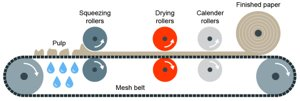 Squeezing
rollers
Drying
rollers
Calender
rollers
Finished paper
Pulp
Mesh belt